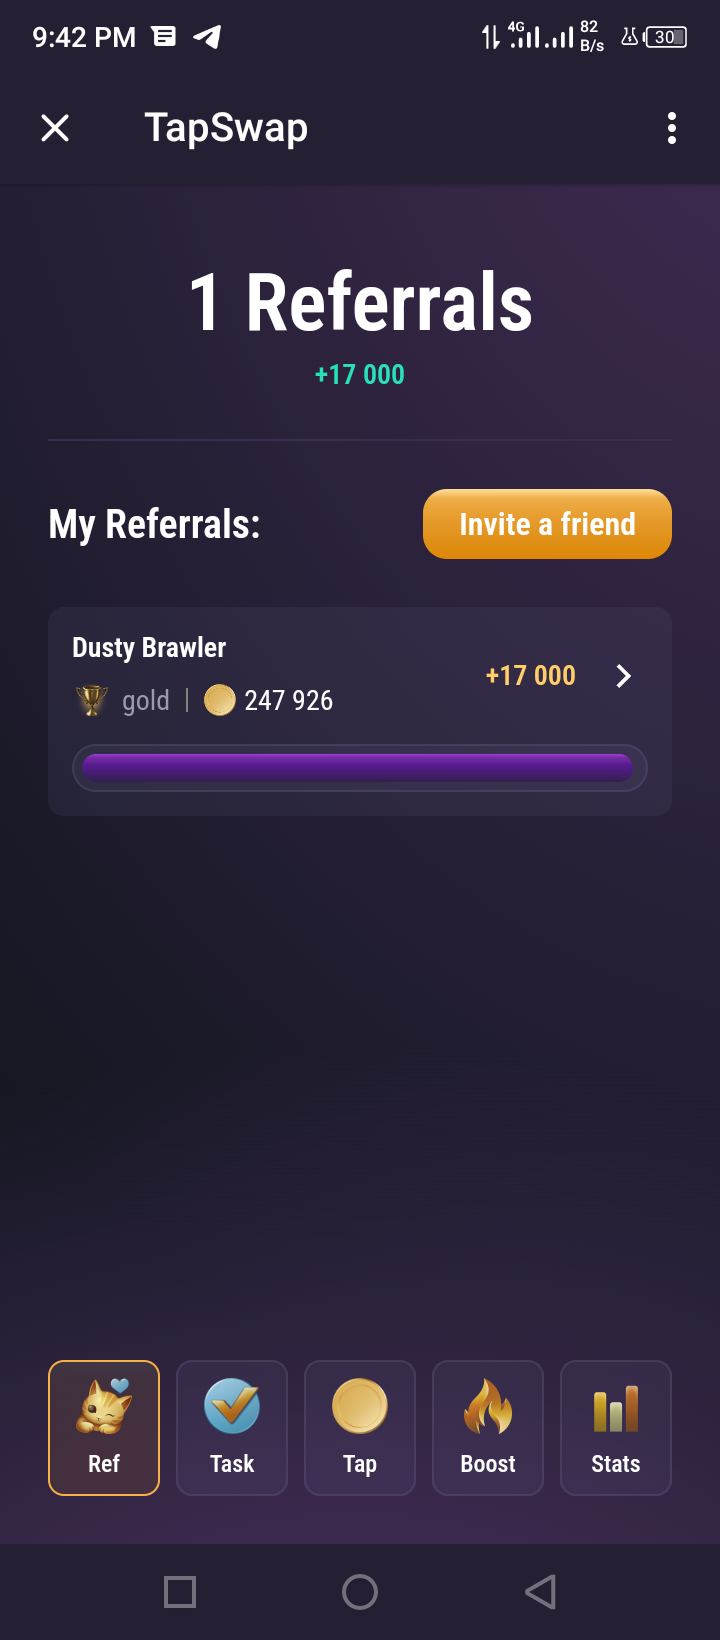 9:42 PM
4G
82
B/s
30
TapSwap
1 Referrals
+17 000
My Referrals:
Invite a friend
Dusty Brawler
gold | 247 926
+17 000
Ref
Task
Tap
Boost
Stats